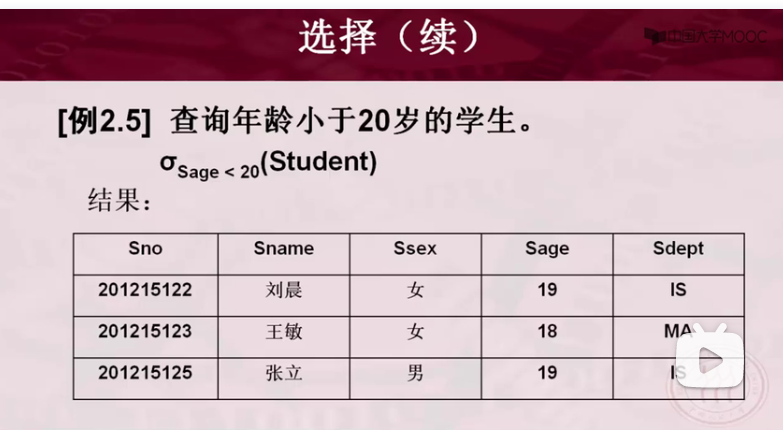 选择（续）
中国大学MOOC
[例2.5] 查询年龄小于20岁的学生。
σSage < 20(Student)
结果：
Sno Sname Ssex Sage Sdept
201215122 刘晨 女 19 IS
201215123 王敏 女 18 MA
201215125 张立 男 19 IS